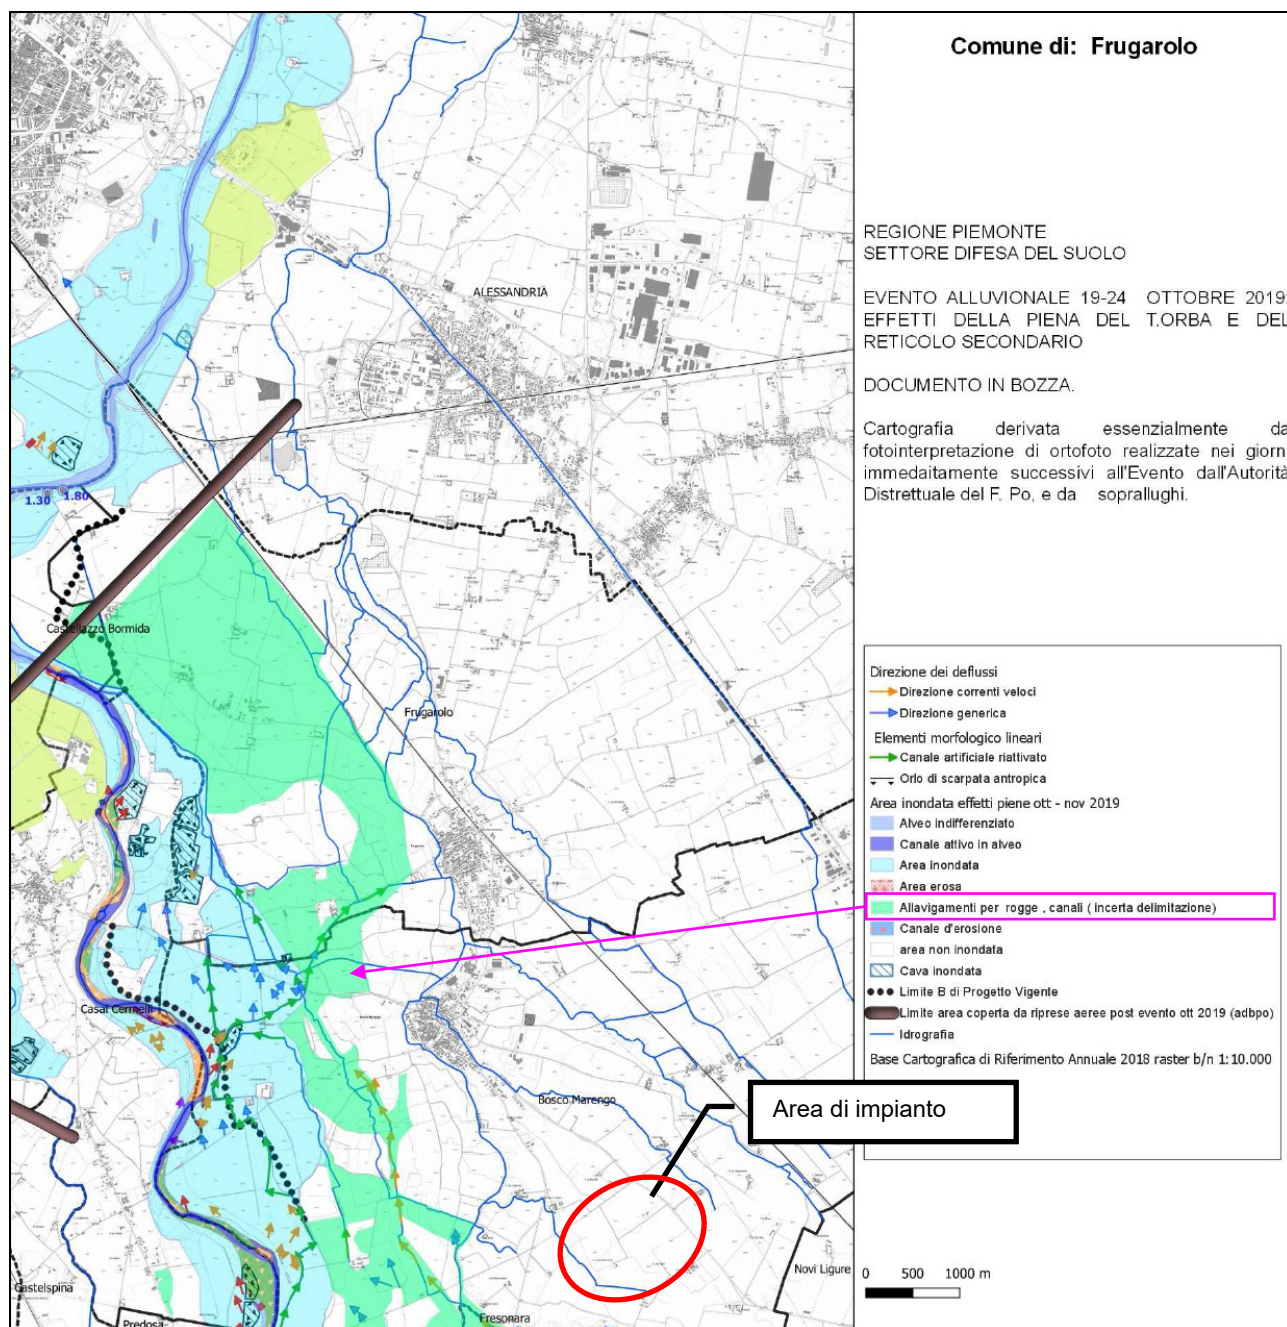 Comune di: Frugarolo
REGIONE PIEMONTE
SETTORE DIFESA DEL SUOLO
EVENTO ALLUVIONALE 19-24 OTTOBRE 2019:
EFFETTI DELLA PIENA DEL T.ORBA E DEL
RETICOLO SECONDARIO
DOCUMENTO IN BOZZA.
Cartografia derivata essenzialmente da
fotointerpretazione di ortofoto realizzate nei giorni
immedaitamente successivi all'Evento dall'Autorità
Distrettuale del F. Po, e da soprallughi.
ALESSANDRIA
1.30 1.80
Castellazzo Bormida
Frugarolo
Casal Cermelli
Bosco Marengo
Area di impianto
Novi Ligure
Castelspina
Predosa
Fresonara
Direzione dei deflussi
Direzione correnti veloci
Direzione generica
Elementi morfologico lineari
Canale artificiale riattivato
Orlo di scarpata antropica
Area inondata effetti piene ott - nov 2019
Alveo indifferenziato
Canale attivo in alveo
Area inondata
Area erosa
Allavigamenti per rogge , canali ( incerta delimitazione)
Canale d'erosione
area non inondata
Cava inondata
Limite B di Progetto Vigente
Limite area coperta da riprese aeree post evento ott 2019 (adbpo)
Idrografia
Base Cartografica di Riferimento Annuale 2018 raster b/n 1:10.000
0 500 1000 m